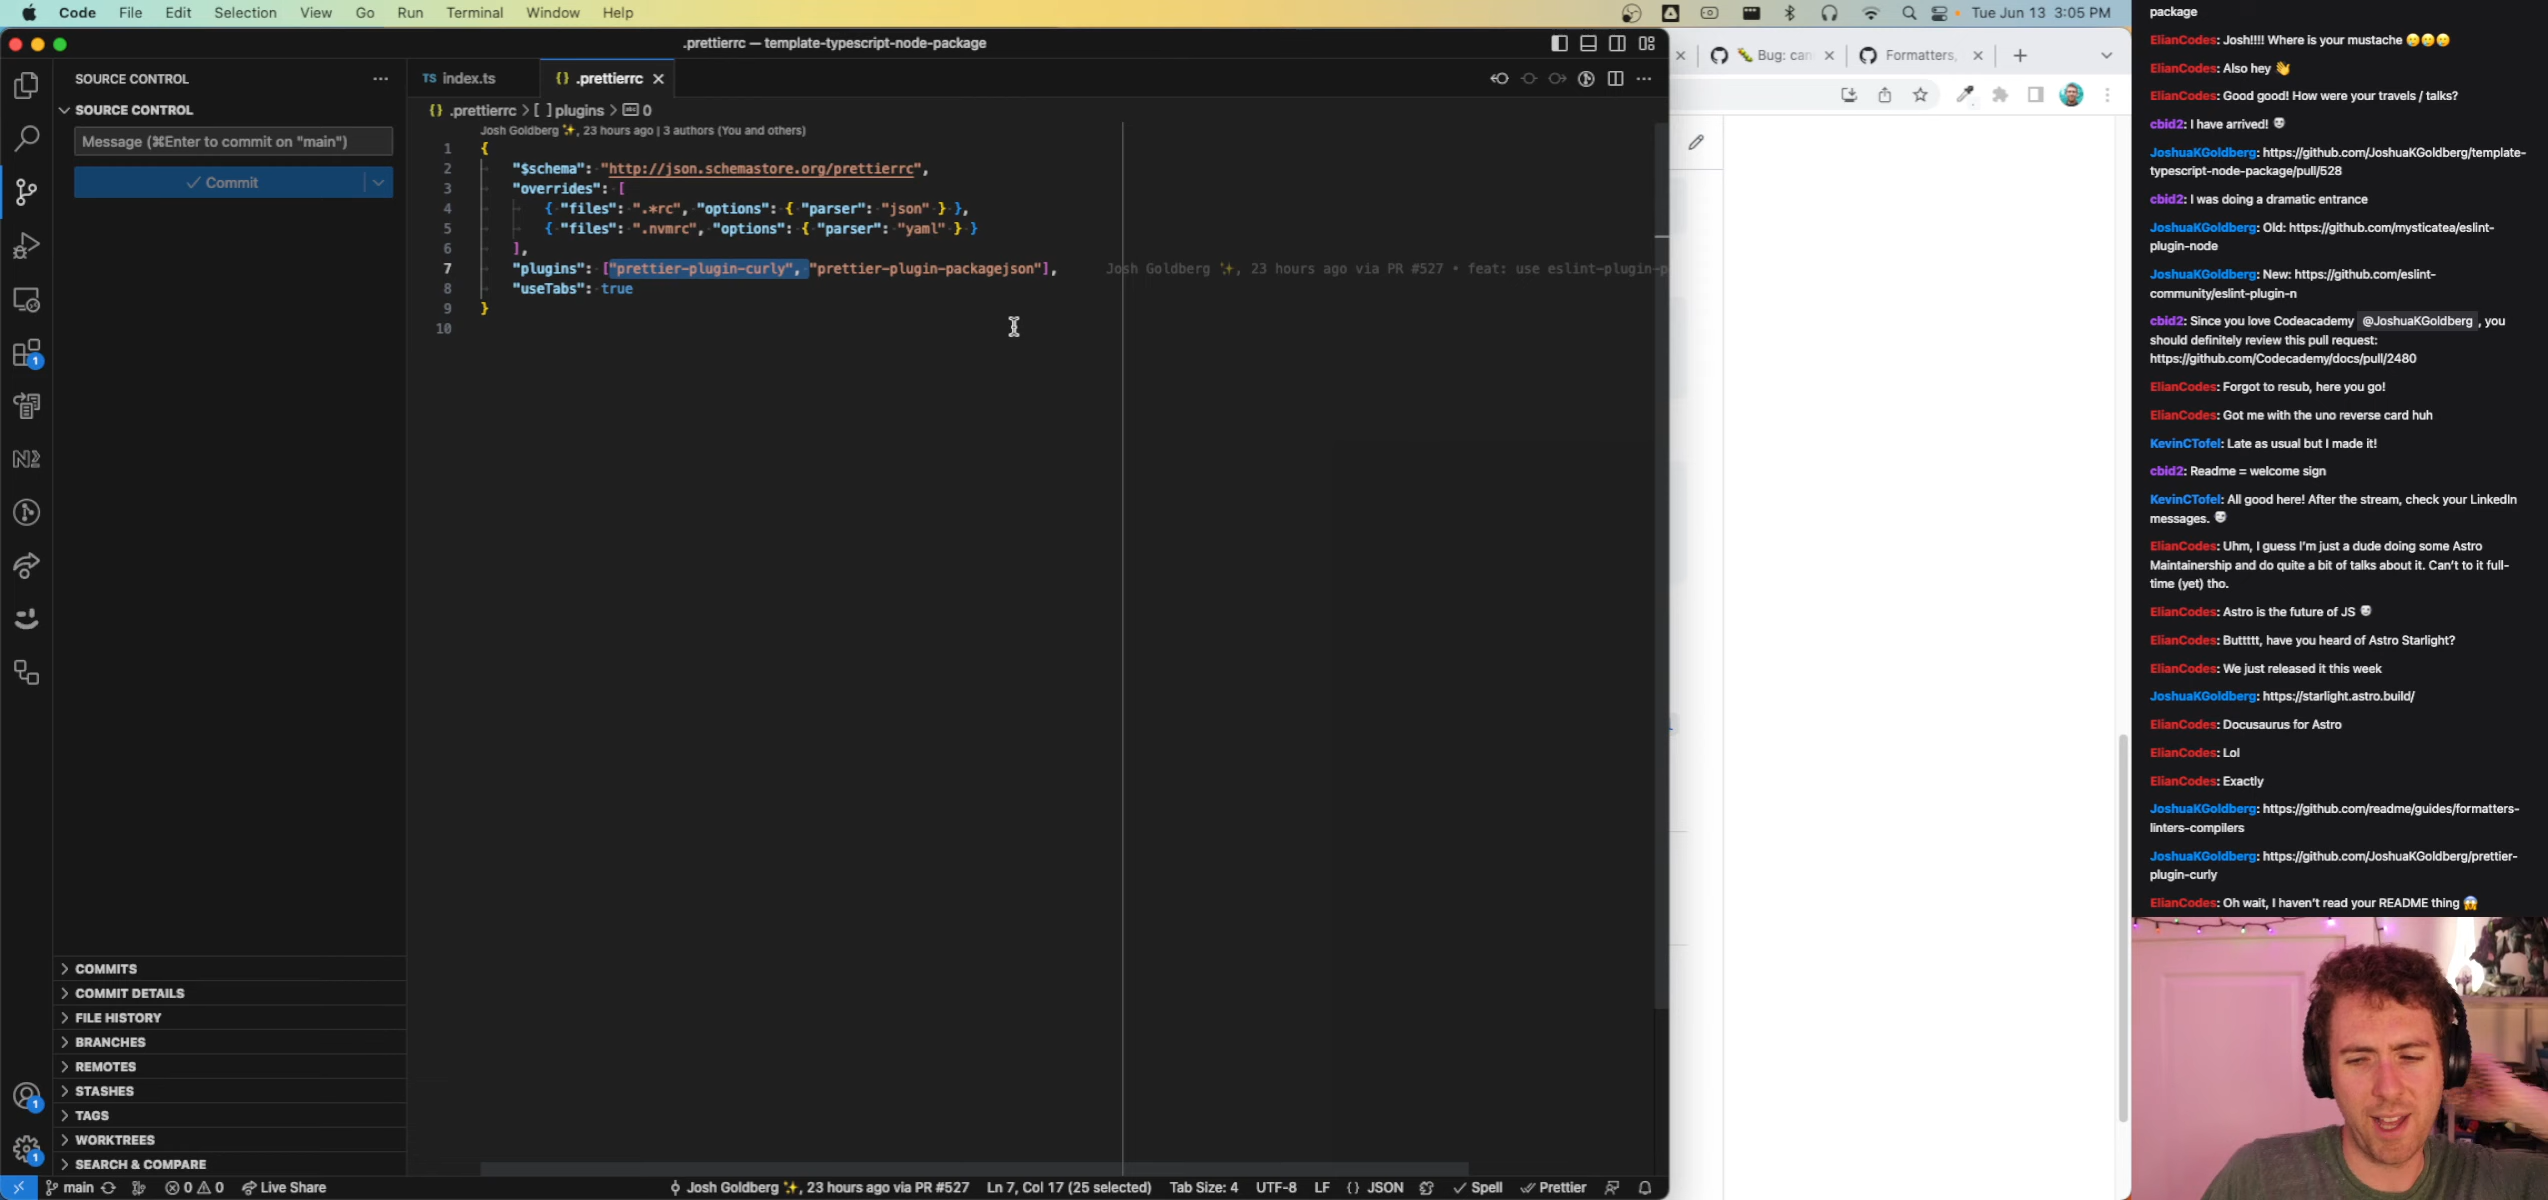 Code File Edit Selection View Go Run Terminal Window Help
Tue Jun 13 3:05 PM
.prettierrc — template-typescript-node-package
SOURCE CONTROL
SOURCE CONTROL
Message (⌘Enter to commit on "main")
Commit
TS index.ts
{} .prettierrc
{} .prettierrc > [ ] plugins > abc 0
Josh Goldberg ✨, 23 hours ago | 3 authors (You and others)
1 {
2 "$schema": "http://json.schemastore.org/prettierrc",
3 "overrides": [
4 { "files": ".*rc", "options": { "parser": "json" } },
5 { "files": ".nvmrc", "options": { "parser": "yaml" } }
6 ],
7 "plugins": ["prettier-plugin-curly", "prettier-plugin-packagejson"], Josh Goldberg ✨, 23 hours ago via PR #527 • feat: use eslint-plugin-p
8 "useTabs": true
9 }
10
1
COMMITS
COMMIT DETAILS
FILE HISTORY
BRANCHES
REMOTES
STASHES
TAGS
WORKTREES
SEARCH & COMPARE
1
1
main 0 0 Live Share
Josh Goldberg ✨, 23 hours ago via PR #527 Ln 7, Col 17 (25 selected) Tab Size: 4 UTF-8 LF {} JSON Spell Prettier
🐛 Bug: can
Formatters,
package
ElianCodes: Josh!!!! Where is your mustache 🥲🥲🥲
ElianCodes: Also hey 👋
ElianCodes: Good good! How were your travels / talks?
cbid2: I have arrived!
JoshuaKGoldberg: https://github.com/JoshuaKGoldberg/template-
typescript-node-package/pull/528
cbid2: I was doing a dramatic entrance
JoshuaKGoldberg: Old: https://github.com/mysticatea/eslint-
plugin-node
JoshuaKGoldberg: New: https://github.com/eslint-
community/eslint-plugin-n
cbid2: Since you love Codeacademy @JoshuaKGoldberg , you
should definitely review this pull request:
https://github.com/Codecademy/docs/pull/2480
ElianCodes: Forgot to resub, here you go!
ElianCodes: Got me with the uno reverse card huh
KevinCTofel: Late as usual but I made it!
cbid2: Readme = welcome sign
KevinCTofel: All good here! After the stream, check your LinkedIn
messages.
ElianCodes: Uhm, I guess I'm just a dude doing some Astro
Maintainership and do quite a bit of talks about it. Can't to it full-
time (yet) tho.
ElianCodes: Astro is the future of JS
ElianCodes: Buttttt, have you heard of Astro Starlight?
ElianCodes: We just released it this week
JoshuaKGoldberg: https://starlight.astro.build/
ElianCodes: Docusaurus for Astro
ElianCodes: Lol
ElianCodes: Exactly
JoshuaKGoldberg: https://github.com/readme/guides/formatters-
linters-compilers
JoshuaKGoldberg: https://github.com/JoshuaKGoldberg/prettier-
plugin-curly
ElianCodes: Oh wait, I haven't read your README thing 😱